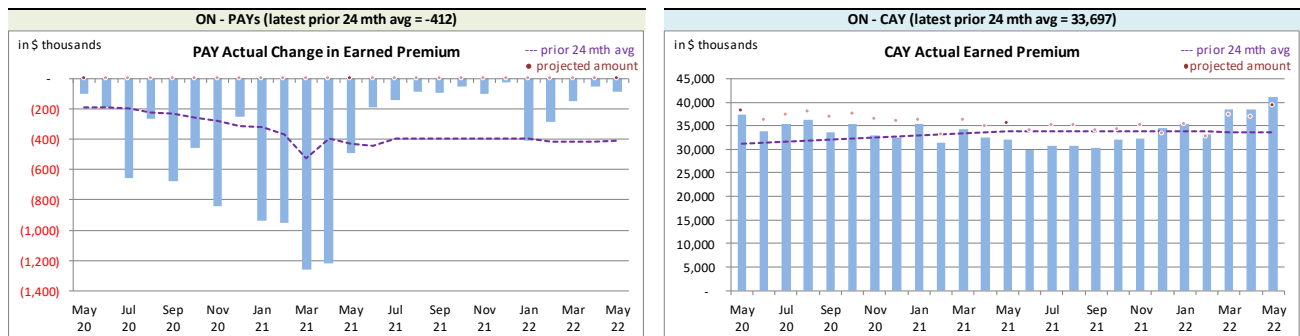 ON - PAYs (latest prior 24 mth avg = -412)
in $ thousands
PAY Actual Change in Earned Premium
--- prior 24 mth avg
• projected amount
-
(200)
(400)
(600)
(800)
(1,000)
(1,200)
(1,400)
May Jul Sep Nov Jan Mar May Jul Sep Nov Jan Mar May
20 20 20 20 21 21 21 21 21 21 22 22 22
ON - CAY (latest prior 24 mth avg = 33,697)
in $ thousands
CAY Actual Earned Premium
--- prior 24 mth avg
• projected amount
45,000
40,000
35,000
30,000
25,000
20,000
15,000
10,000
5,000
-
May Jul Sep Nov Jan Mar May Jul Sep Nov Jan Mar May
20 20 20 20 21 21 21 21 21 21 22 22 22